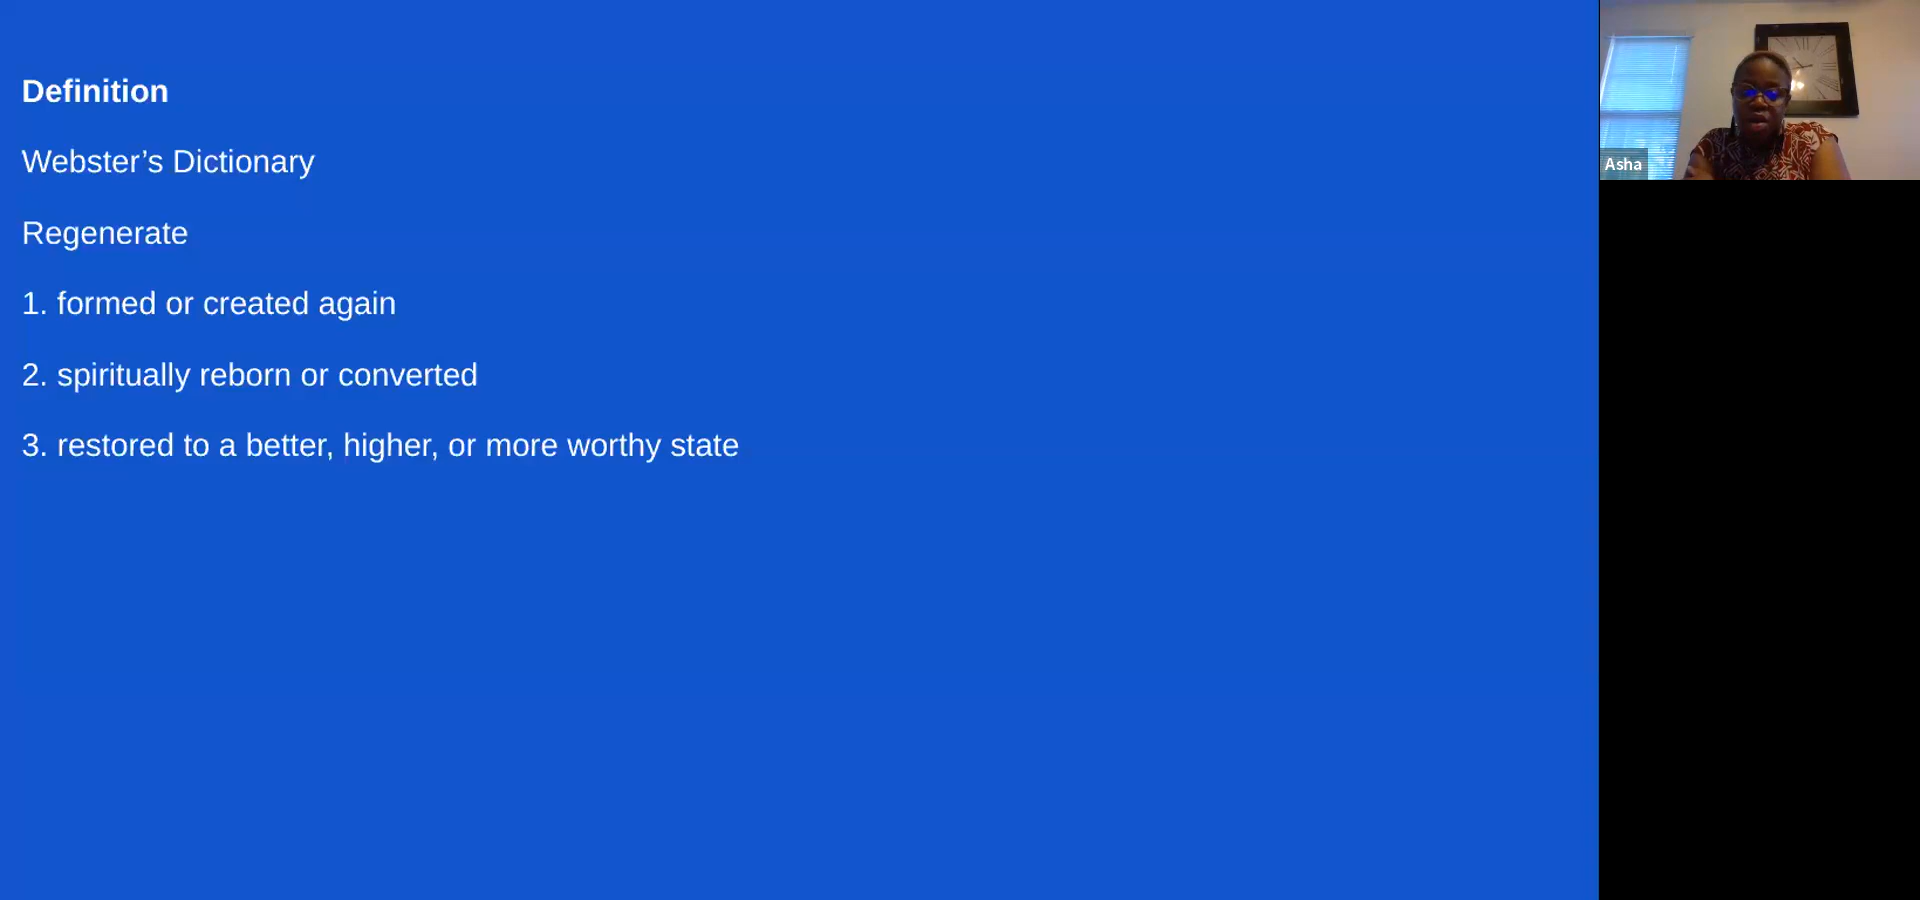 Definition
Webster’s Dictionary
Regenerate
1. formed or created again
2. spiritually reborn or converted
3. restored to a better, higher, or more worthy state
Asha